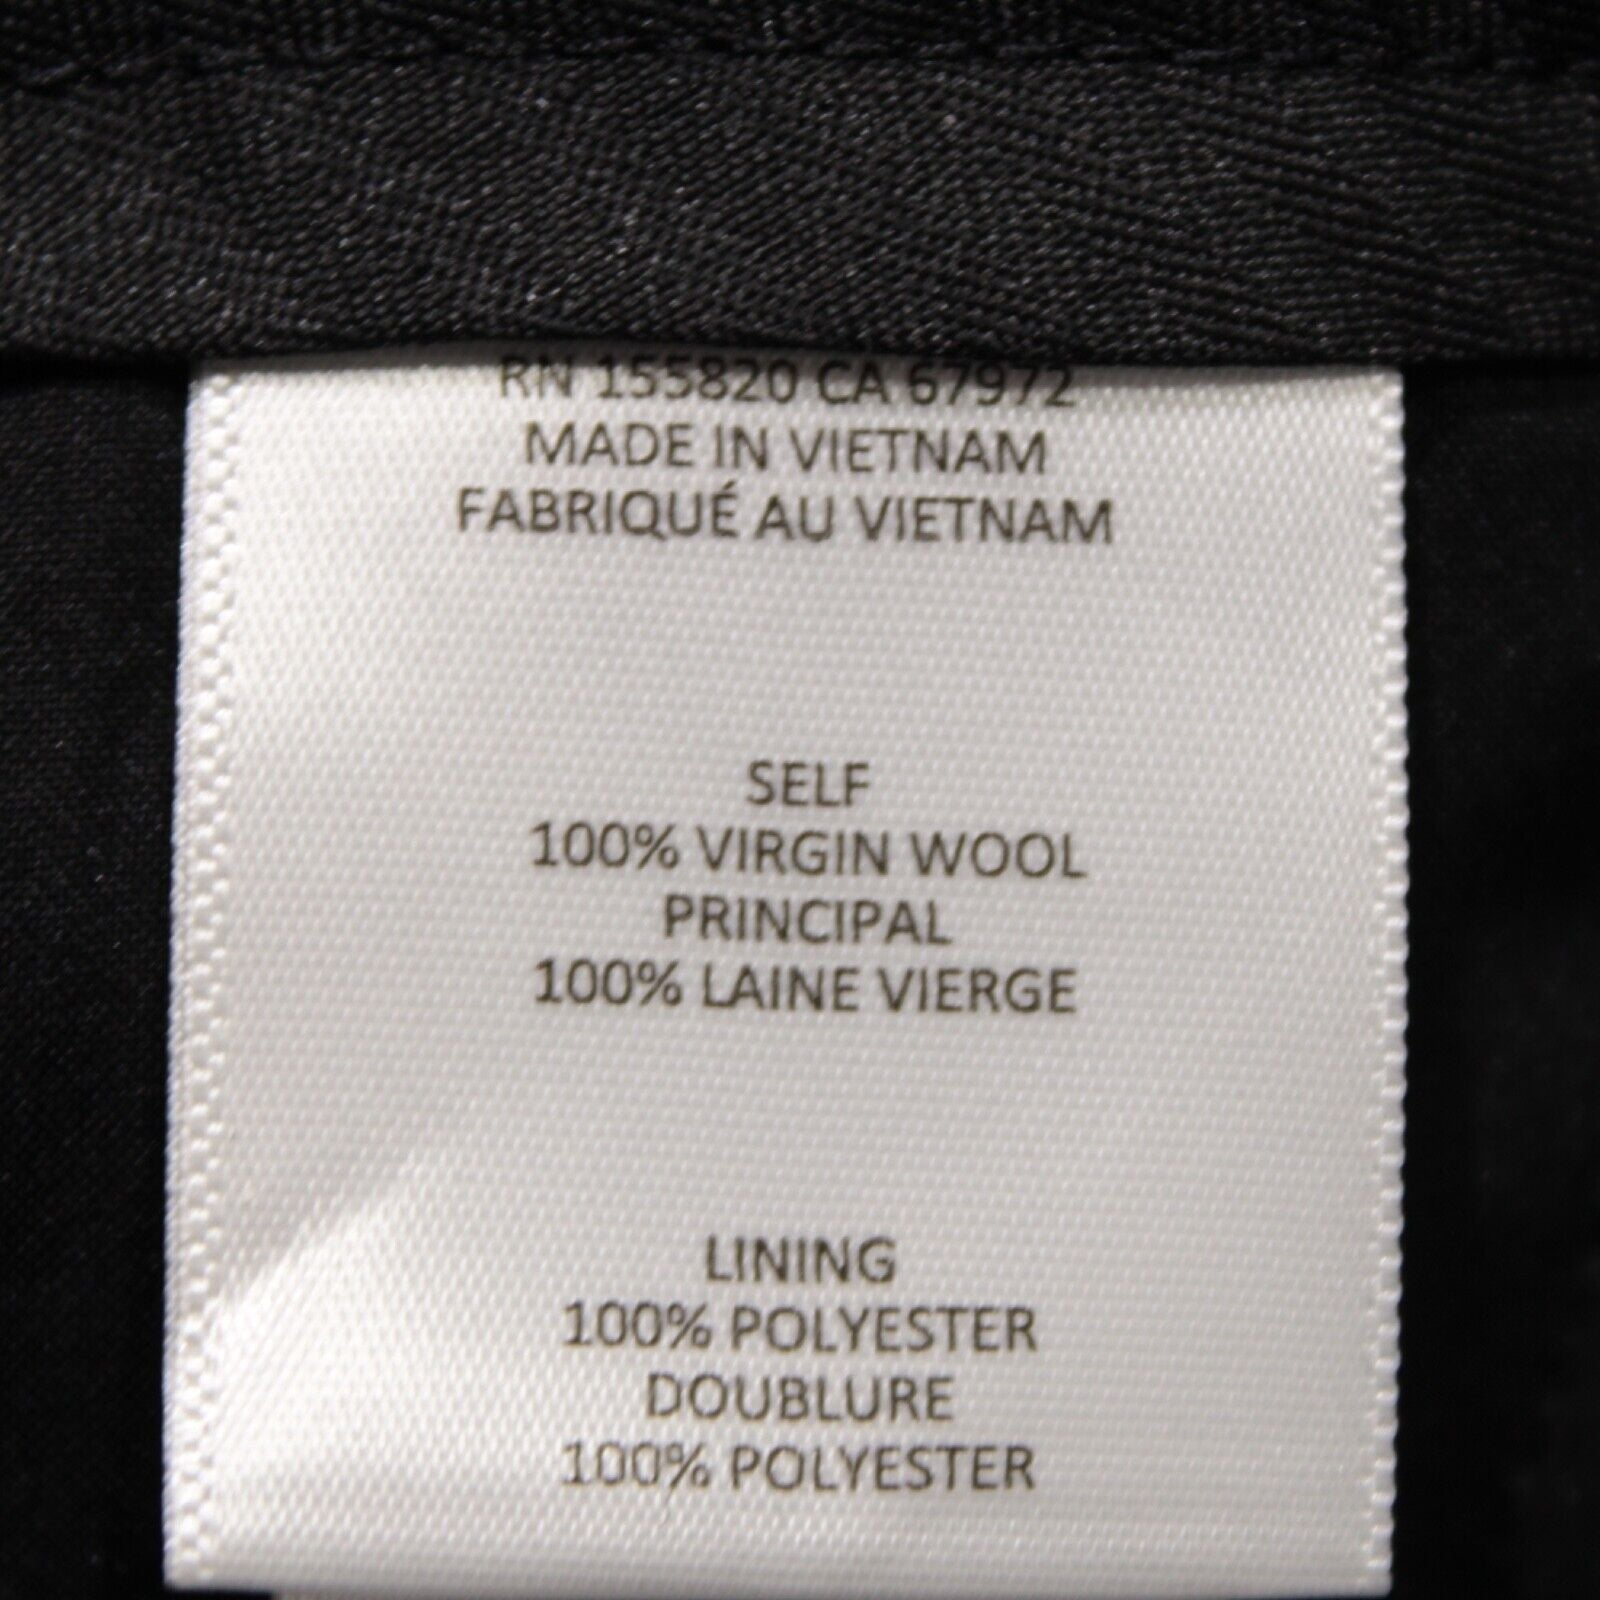 RN 155820 CA 67972
MADE IN VIETNAM
FABRIQUÉ AU VIETNAM
SELF
100% VIRGIN WOOL
PRINCIPAL
100% LAINE VIERGE
LINING
100% POLYESTER
DOUBLURE
100% POLYESTER